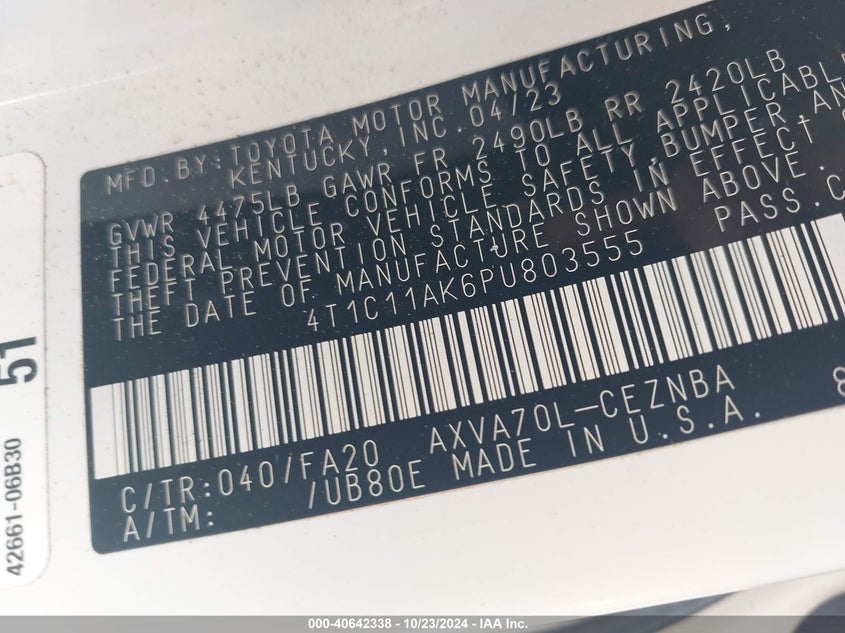 MFD.BY:TOYOTA MOTOR MANUFACTURING,
KENTUCKY,INC. 04/23
GVWR 4475LB GAWR FR 2490LB RR 2420LB
THIS VEHICLE CONFORMS TO ALL APPLICABLE
FEDERAL MOTOR VEHICLE SAFETY,BUMPER,AN
THEFT PREVENTION STANDARDS IN EFFECT
THE DATE OF MANUFACTURE SHOWN ABOVE.
4T1C11AK6PU803555 PASS.C
C/TR:040/FA20 AXVA70L-CEZNBA
A/TM: /UB80E MADE IN U.S.A.
51
42661-06B30
000-40642338 - 10/23/2024 - IAA Inc.